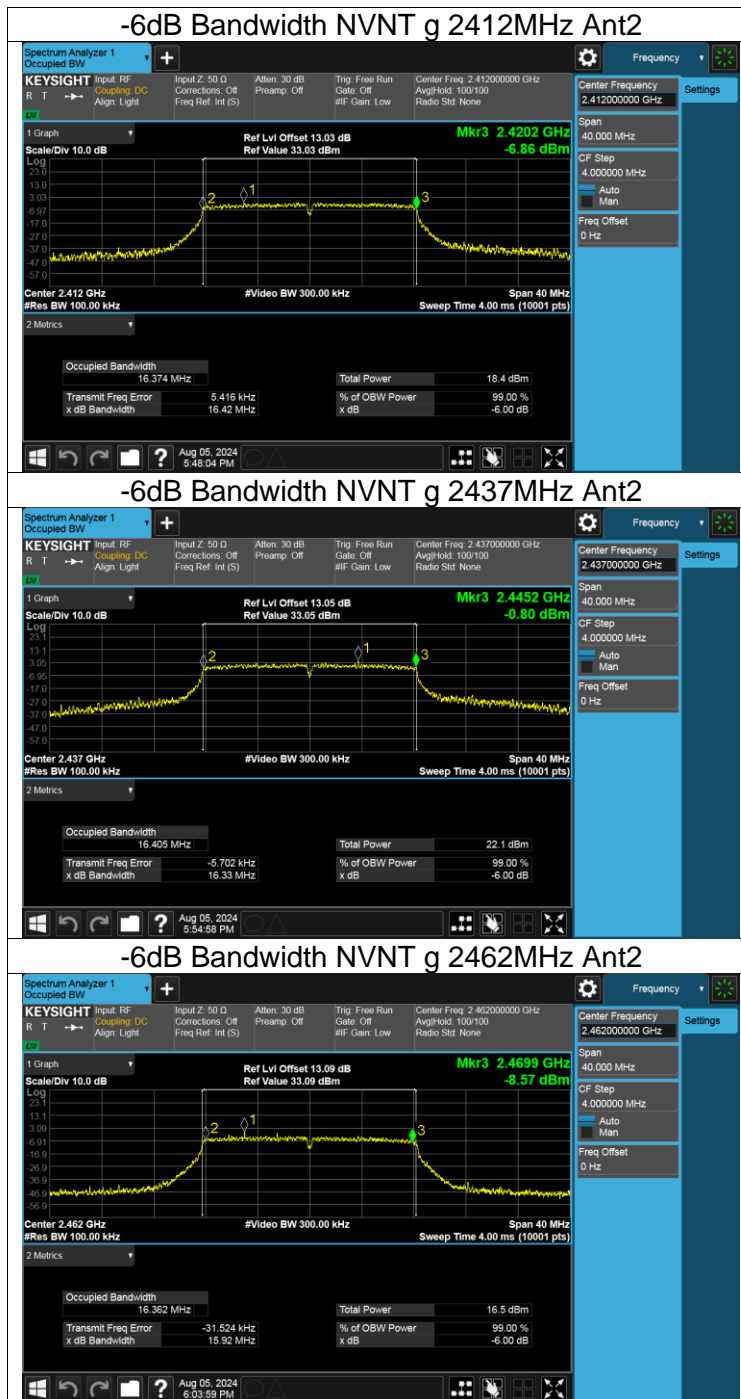 -6dB Bandwidth NVNT g 2412MHz Ant2
Spectrum Analyzer 1
Occupied BW
+
Frequency
KEYSIGHT
R T
LXI
Input: RF
Coupling: DC
Align: Light
Input Z: 50 Ω
Corrections: Off
Freq Ref: Int (S)
Atten: 30 dB
Preamp: Off
Trig: Free Run
Gate: Off
#IF Gain: Low
Center Freq: 2.412000000 GHz
Avg|Hold: 100/100
Radio Std: None
Center Frequency
2.412000000 GHz
Settings
Span
40.000 MHz
CF Step
4.000000 MHz
Auto
Man
Freq Offset
0 Hz
1 Graph
Scale/Div 10.0 dB
Ref Lvl Offset 13.03 dB
Ref Value 33.03 dBm
Mkr3 2.4202 GHz
-6.86 dBm
Log
23.0
13.0
3.03
-6.97
-17.0
-27.0
-37.0
-47.0
-57.0
2
1
3
Center 2.412 GHz
#Res BW 100.00 kHz
#Video BW 300.00 kHz
Span 40 MHz
Sweep Time 4.00 ms (10001 pts)
2 Metrics
Occupied Bandwidth
16.374 MHz
Total Power 18.4 dBm
Transmit Freq Error 5.416 kHz
% of OBW Power 99.00 %
x dB Bandwidth 16.42 MHz
x dB -6.00 dB
?
Aug 05, 2024
5:48:04 PM
-6dB Bandwidth NVNT g 2437MHz Ant2
Spectrum Analyzer 1
Occupied BW
+
Frequency
KEYSIGHT
R T
LXI
Input: RF
Coupling: DC
Align: Light
Input Z: 50 Ω
Corrections: Off
Freq Ref: Int (S)
Atten: 30 dB
Preamp: Off
Trig: Free Run
Gate: Off
#IF Gain: Low
Center Freq: 2.437000000 GHz
Avg|Hold: 100/100
Radio Std: None
Center Frequency
2.437000000 GHz
Settings
Span
40.000 MHz
CF Step
4.000000 MHz
Auto
Man
Freq Offset
0 Hz
1 Graph
Scale/Div 10.0 dB
Ref Lvl Offset 13.05 dB
Ref Value 33.05 dBm
Mkr3 2.4452 GHz
-0.80 dBm
Log
23.1
13.1
3.05
-6.95
-17.0
-27.0
-37.0
-47.0
-57.0
2
1
3
Center 2.437 GHz
#Res BW 100.00 kHz
#Video BW 300.00 kHz
Span 40 MHz
Sweep Time 4.00 ms (10001 pts)
2 Metrics
Occupied Bandwidth
16.405 MHz
Total Power 22.1 dBm
Transmit Freq Error -5.702 kHz
% of OBW Power 99.00 %
x dB Bandwidth 16.33 MHz
x dB -6.00 dB
?
Aug 05, 2024
5:54:58 PM
-6dB Bandwidth NVNT g 2462MHz Ant2
Spectrum Analyzer 1
Occupied BW
+
Frequency
KEYSIGHT
R T
LXI
Input: RF
Coupling: DC
Align: Light
Input Z: 50 Ω
Corrections: Off
Freq Ref: Int (S)
Atten: 30 dB
Preamp: Off
Trig: Free Run
Gate: Off
#IF Gain: Low
Center Freq: 2.462000000 GHz
Avg|Hold: 100/100
Radio Std: None
Center Frequency
2.462000000 GHz
Settings
Span
40.000 MHz
CF Step
4.000000 MHz
Auto
Man
Freq Offset
0 Hz
1 Graph
Scale/Div 10.0 dB
Ref Lvl Offset 13.09 dB
Ref Value 33.09 dBm
Mkr3 2.4699 GHz
-8.57 dBm
Log
23.1
13.1
3.09
-6.91
-16.9
-26.9
-36.9
-46.9
-56.9
2
1
3
Center 2.462 GHz
#Res BW 100.00 kHz
#Video BW 300.00 kHz
Span 40 MHz
Sweep Time 4.00 ms (10001 pts)
2 Metrics
Occupied Bandwidth
16.362 MHz
Total Power 16.5 dBm
Transmit Freq Error -31.524 kHz
% of OBW Power 99.00 %
x dB Bandwidth 15.92 MHz
x dB -6.00 dB
?
Aug 05, 2024
6:03:59 PM